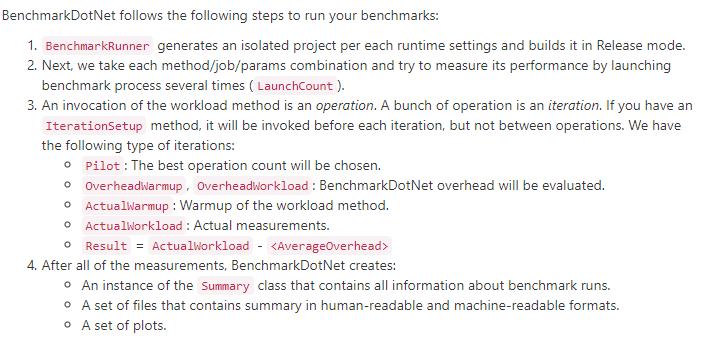 BenchmarkDotNet follows the following steps to run your benchmarks:
1. BenchmarkRunner generates an isolated project per each runtime settings and builds it in Release mode.
2. Next, we take each method/job/params combination and try to measure its performance by launching
benchmark process several times ( LaunchCount ).
3. An invocation of the workload method is an operation. A bunch of operation is an iteration. If you have an
IterationSetup method, it will be invoked before each iteration, but not between operations. We have
the following type of iterations:
○ Pilot : The best operation count will be chosen.
○ OverheadWarmup , OverheadWorkload : BenchmarkDotNet overhead will be evaluated.
○ ActualWarmup : Warmup of the workload method.
○ ActualWorkload : Actual measurements.
○ Result = ActualWorkload - <AverageOverhead>
4. After all of the measurements, BenchmarkDotNet creates:
○ An instance of the Summary class that contains all information about benchmark runs.
○ A set of files that contains summary in human-readable and machine-readable formats.
○ A set of plots.